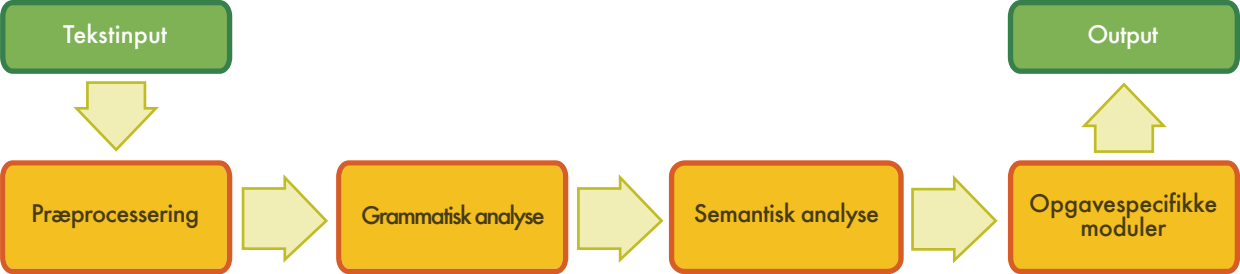 Tekstinput
Output
Præprocessering
Grammatisk analyse
Semantisk analyse
Opgavespecifikke
moduler